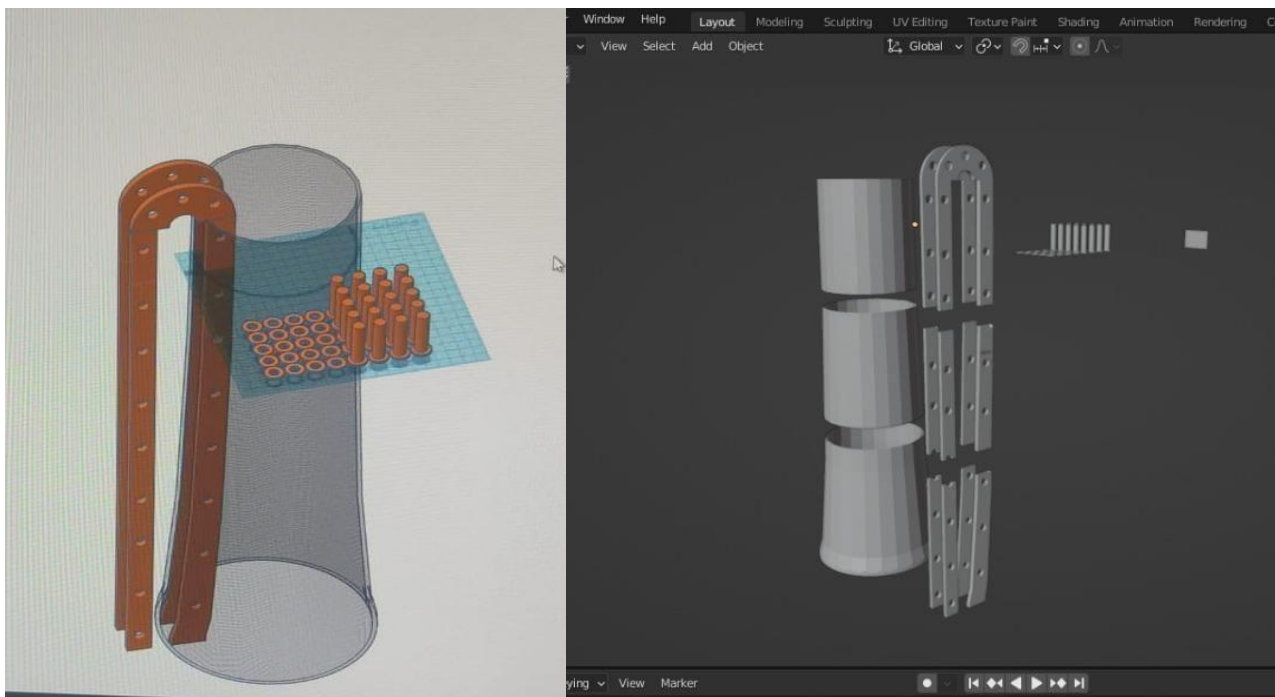 Window Help Layout Modeling Sculpting UV Editing Texture Paint Shading Animation Rendering
View Select Add Object Global
View Marker